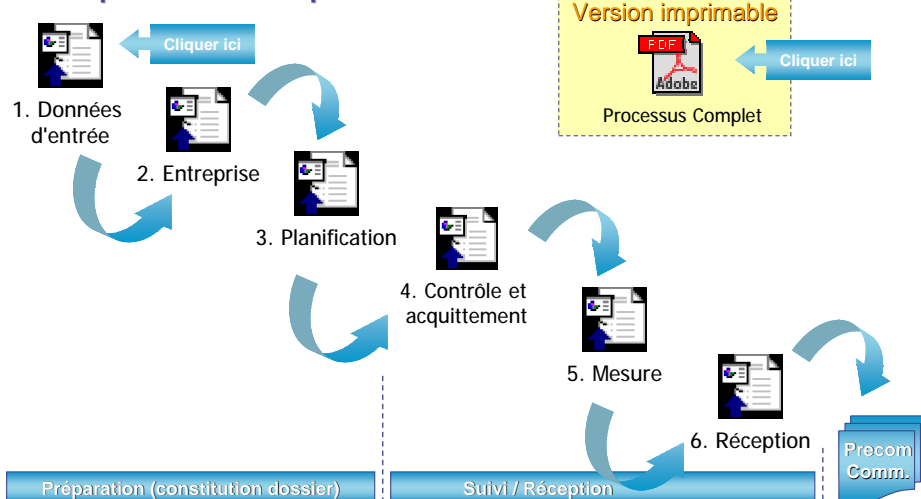 Cliquer ici
1. Données
d'entrée
2. Entreprise
3. Planification
4. Contrôle et
acquittement
5. Mesure
6. Réception
Version imprimable
PDF
Adobe
Cliquer ici
Processus Complet
Precom
Comm.
Préparation (constitution dossier)
Suivi / Réception